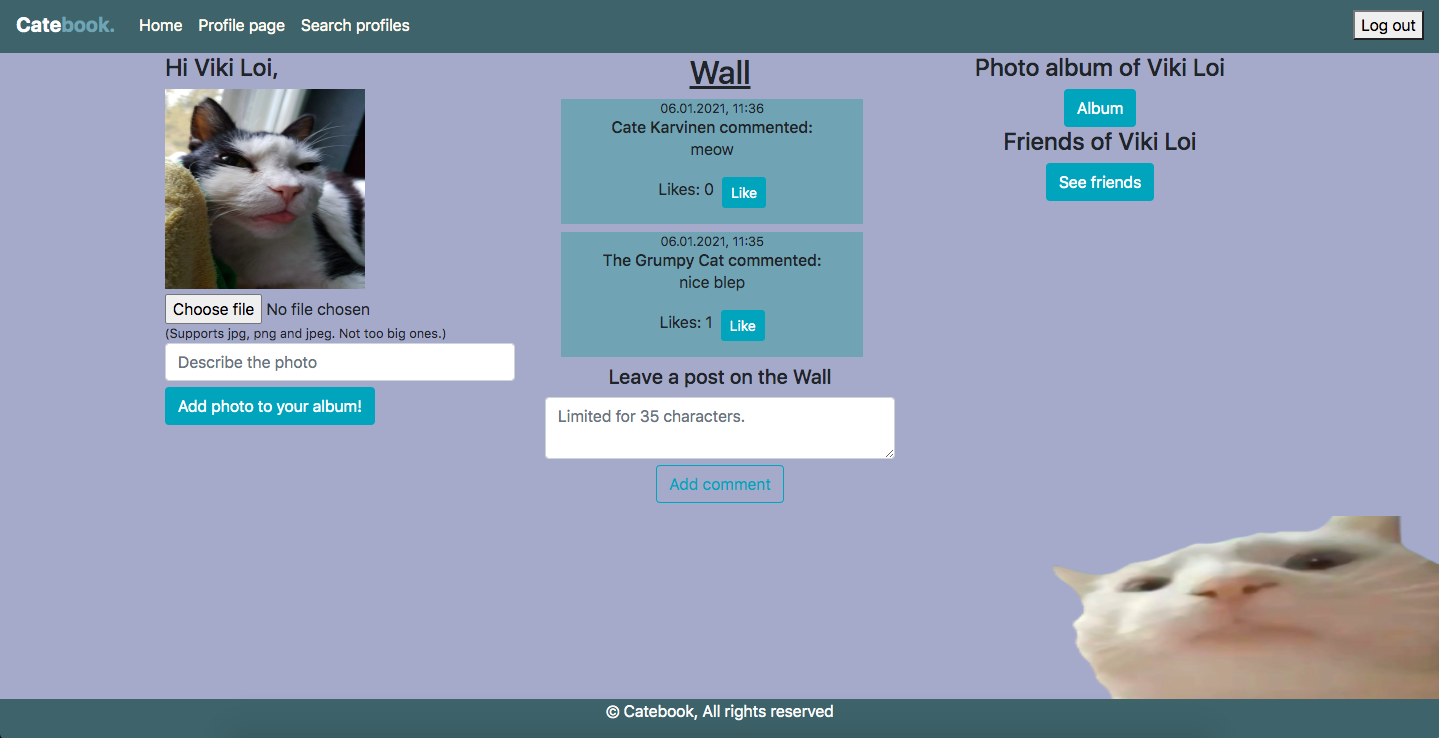 Catebook.
Home
Profile page
Search profiles
Log out
Hi Viki Loi,
Choose file No file chosen
(Supports jpg, png and jpeg. Not too big ones.)
Describe the photo
Add photo to your album!
Wall
06.01.2021, 11:36
Cate Karvinen commented:
meow
Likes: 0 Like
06.01.2021, 11:35
The Grumpy Cat commented:
nice blep
Likes: 1 Like
Leave a post on the Wall
Limited for 35 characters.
Add comment
Photo album of Viki Loi
Album
Friends of Viki Loi
See friends
© Catebook, All rights reserved